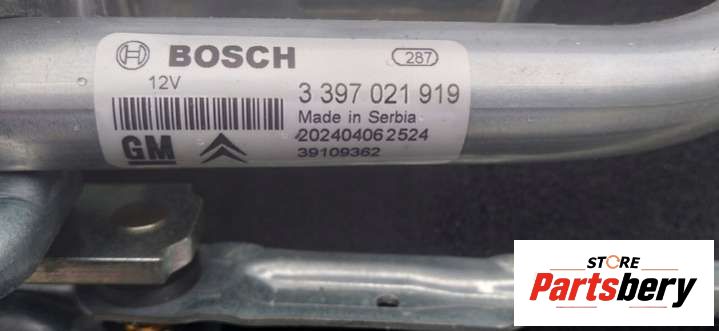 BOSCH 287
12V
3 397 021 919
Made in Serbia
202404062524
GM 39109362
STORE
Partsbery